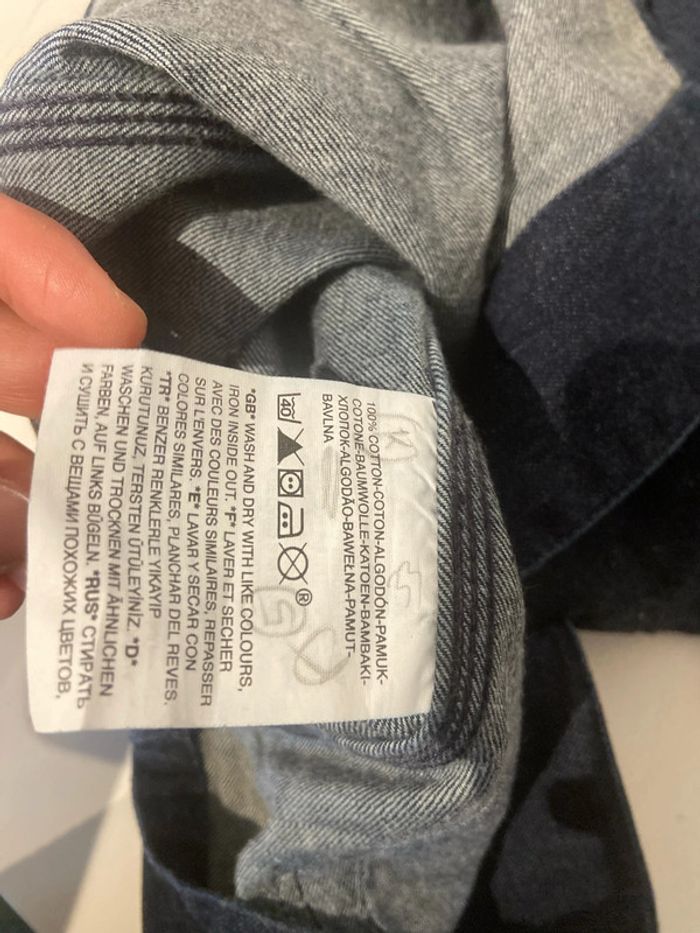 100% COTTON-COTON-ALGODÓN-PAMUK-
COTONE-BAUMWOLLE-KATOEN-BAMBAKI-
ХЛОПОК-ALGODÃO-BAWEŁNA-PAMUT-
BAVLNA
40
®
*GB* WASH AND DRY WITH LIKE COLOURS,
IRON INSIDE OUT. *F* LAVER ET SECHER
AVEC DES COULEURS SIMILAIRES, REPASSER
SUR L'ENVERS. *E* LAVAR Y SECAR CON
COLORES SIMILARES, PLANCHAR DEL REVES.
*TR* BENZER RENKLERLE YIKAYIP
KURUTUNUZ, TERSTEN ÜTÜLEYİNİZ. *D*
WASCHEN UND TROCKNEN MIT ÄHNLICHEN
FARBEN, AUF LINKS BÜGELN. *RUS* СТИРАТЬ
И СУШИТЬ С ВЕЩАМИ ПОХОЖИХ ЦВЕТОВ,